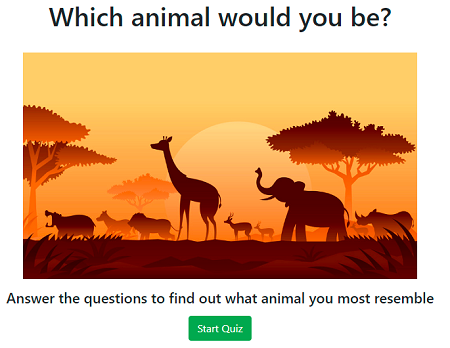 Which animal would you be?
Answer the questions to find out what animal you most resemble
Start Quiz